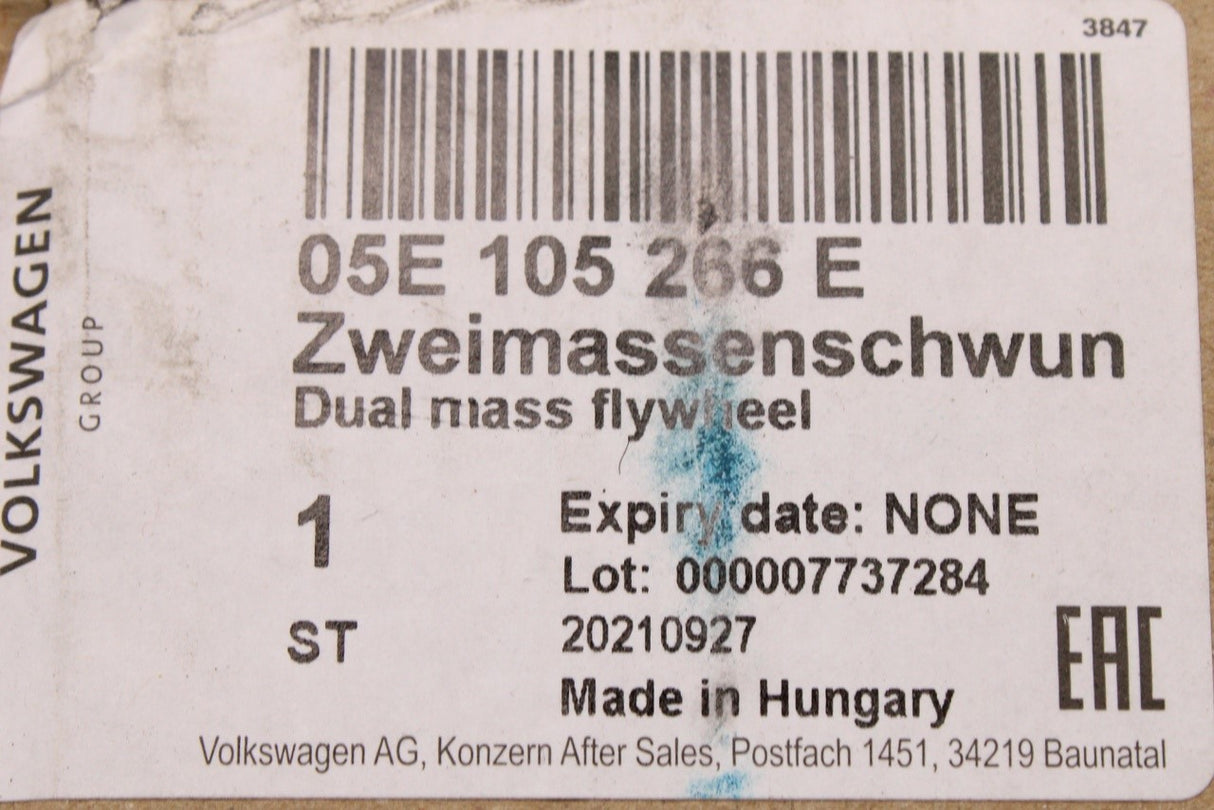 3847
VOLKSWAGEN
GROUP
05E 105 266 E
Zweimassenschwun
Dual mass flywheel
1
ST
Expiry date: NONE
Lot: 000007737284
20210927
Made in Hungary
EAC
Volkswagen AG, Konzern After Sales, Postfach 1451, 34219 Baunatal